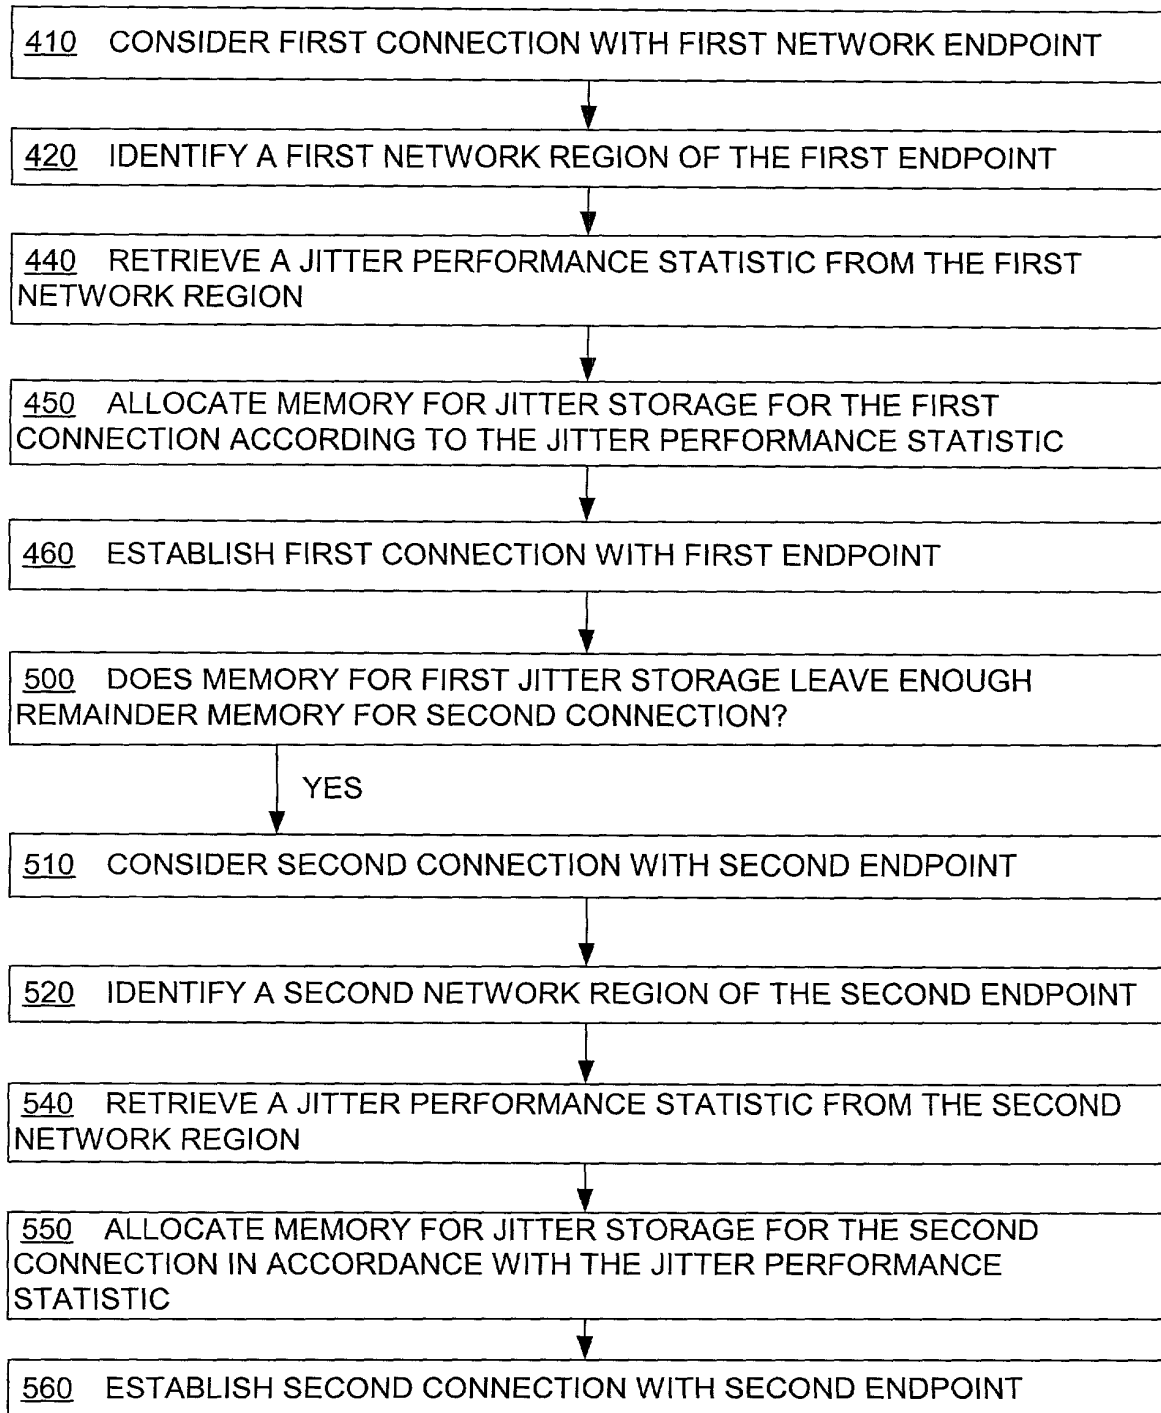 410 CONSIDER FIRST CONNECTION WITH FIRST NETWORK ENDPOINT
420 IDENTIFY A FIRST NETWORK REGION OF THE FIRST ENDPOINT
440 RETRIEVE A JITTER PERFORMANCE STATISTIC FROM THE FIRST
NETWORK REGION
450 ALLOCATE MEMORY FOR JITTER STORAGE FOR THE FIRST
CONNECTION ACCORDING TO THE JITTER PERFORMANCE STATISTIC
460 ESTABLISH FIRST CONNECTION WITH FIRST ENDPOINT
500 DOES MEMORY FOR FIRST JITTER STORAGE LEAVE ENOUGH
REMAINDER MEMORY FOR SECOND CONNECTION?
YES
510 CONSIDER SECOND CONNECTION WITH SECOND ENDPOINT
520 IDENTIFY A SECOND NETWORK REGION OF THE SECOND ENDPOINT
540 RETRIEVE A JITTER PERFORMANCE STATISTIC FROM THE SECOND
NETWORK REGION
550 ALLOCATE MEMORY FOR JITTER STORAGE FOR THE SECOND
CONNECTION IN ACCORDANCE WITH THE JITTER PERFORMANCE
STATISTIC
560 ESTABLISH SECOND CONNECTION WITH SECOND ENDPOINT